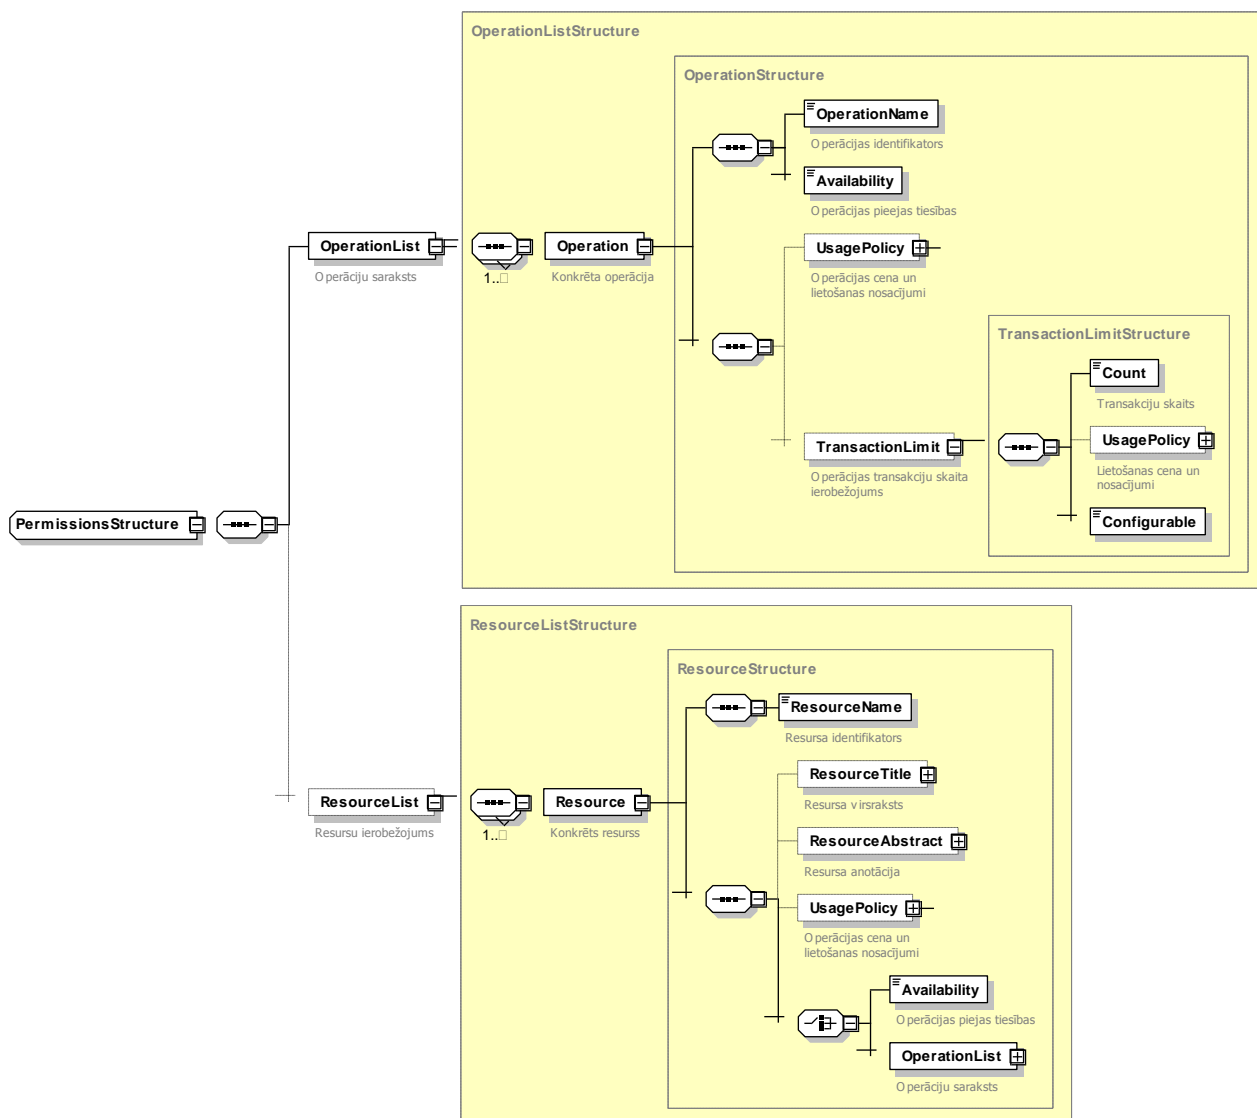 OperationListStructure
OperationStructure
OperationName
Operācijas identifikators
Availability
Operācijas pieejas tiesības
OperationList
Operāciju saraksts
1..□
Operation
Konkrēta operācija
UsagePolicy
Operācijas cena un
lietošanas nosacījumi
TransactionLimitStructure
Count
Transakciju skaits
TransactionLimit
Operācijas transakciju skaita
ierobežojums
UsagePolicy
Lietošanas cena un
nosacījumi
Configurable
PermissionsStructure
ResourceListStructure
ResourceStructure
ResourceName
Resursa identifikators
ResourceList
Resursu ierobežojums
1..□
Resource
Konkrēts resurss
ResourceTitle
Resursa virsraksts
ResourceAbstract
Resursa anotācija
UsagePolicy
Operācijas cena un
lietošanas nosacījumi
Availability
Operācijas piejas tiesības
OperationList
Operāciju saraksts